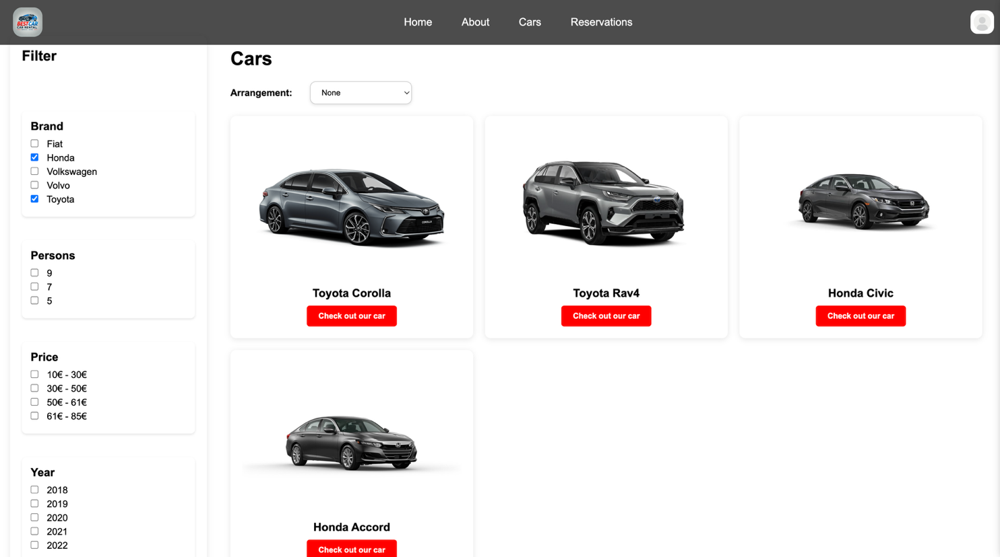 BESTCAR
CAR RENTAL
Home
About
Cars
Reservations
Filter
Brand
Fiat
Honda
Volkswagen
Volvo
Toyota
Persons
9
7
5
Price
10€ - 30€
30€ - 50€
50€ - 61€
61€ - 85€
Year
2018
2019
2020
2021
2022
Cars
Arrangement:
None
COROLLA
Toyota Corolla
Check out our car
Toyota Rav4
Check out our car
Honda Civic
Check out our car
Honda Accord
Check out our car